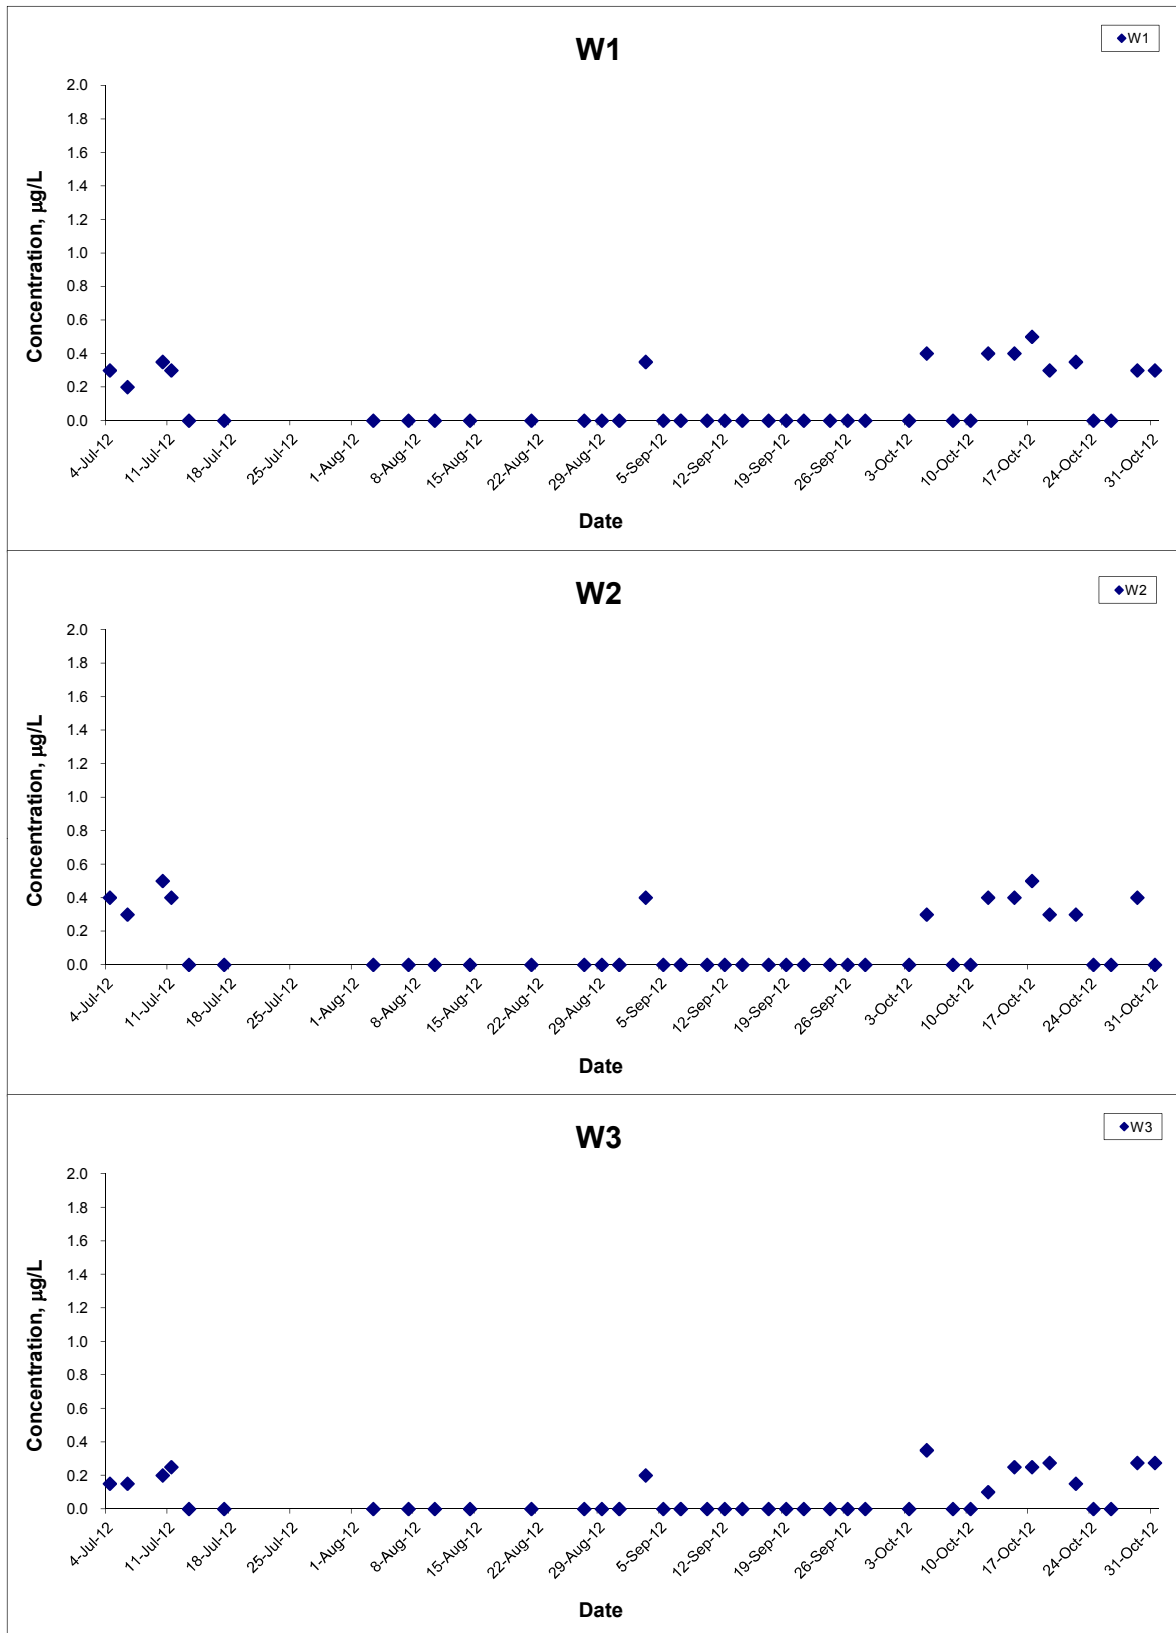 W1
W1
2.0
1.8
1.6
1.4
1.2
1.0
0.8
0.6
0.4
0.2
0.0
Concentration, µg/L
4-Jul-12
11-Jul-12
18-Jul-12
25-Jul-12
1-Aug-12
8-Aug-12
15-Aug-12
22-Aug-12
29-Aug-12
5-Sep-12
12-Sep-12
19-Sep-12
26-Sep-12
3-Oct-12
10-Oct-12
17-Oct-12
24-Oct-12
31-Oct-12
Date
W2
W2
2.0
1.8
1.6
1.4
1.2
1.0
0.8
0.6
0.4
0.2
0.0
Concentration, µg/L
4-Jul-12
11-Jul-12
18-Jul-12
25-Jul-12
1-Aug-12
8-Aug-12
15-Aug-12
22-Aug-12
29-Aug-12
5-Sep-12
12-Sep-12
19-Sep-12
26-Sep-12
3-Oct-12
10-Oct-12
17-Oct-12
24-Oct-12
31-Oct-12
Date
W3
W3
2.0
1.8
1.6
1.4
1.2
1.0
0.8
0.6
0.4
0.2
0.0
Concentration, µg/L
4-Jul-12
11-Jul-12
18-Jul-12
25-Jul-12
1-Aug-12
8-Aug-12
15-Aug-12
22-Aug-12
29-Aug-12
5-Sep-12
12-Sep-12
19-Sep-12
26-Sep-12
3-Oct-12
10-Oct-12
17-Oct-12
24-Oct-12
31-Oct-12
Date